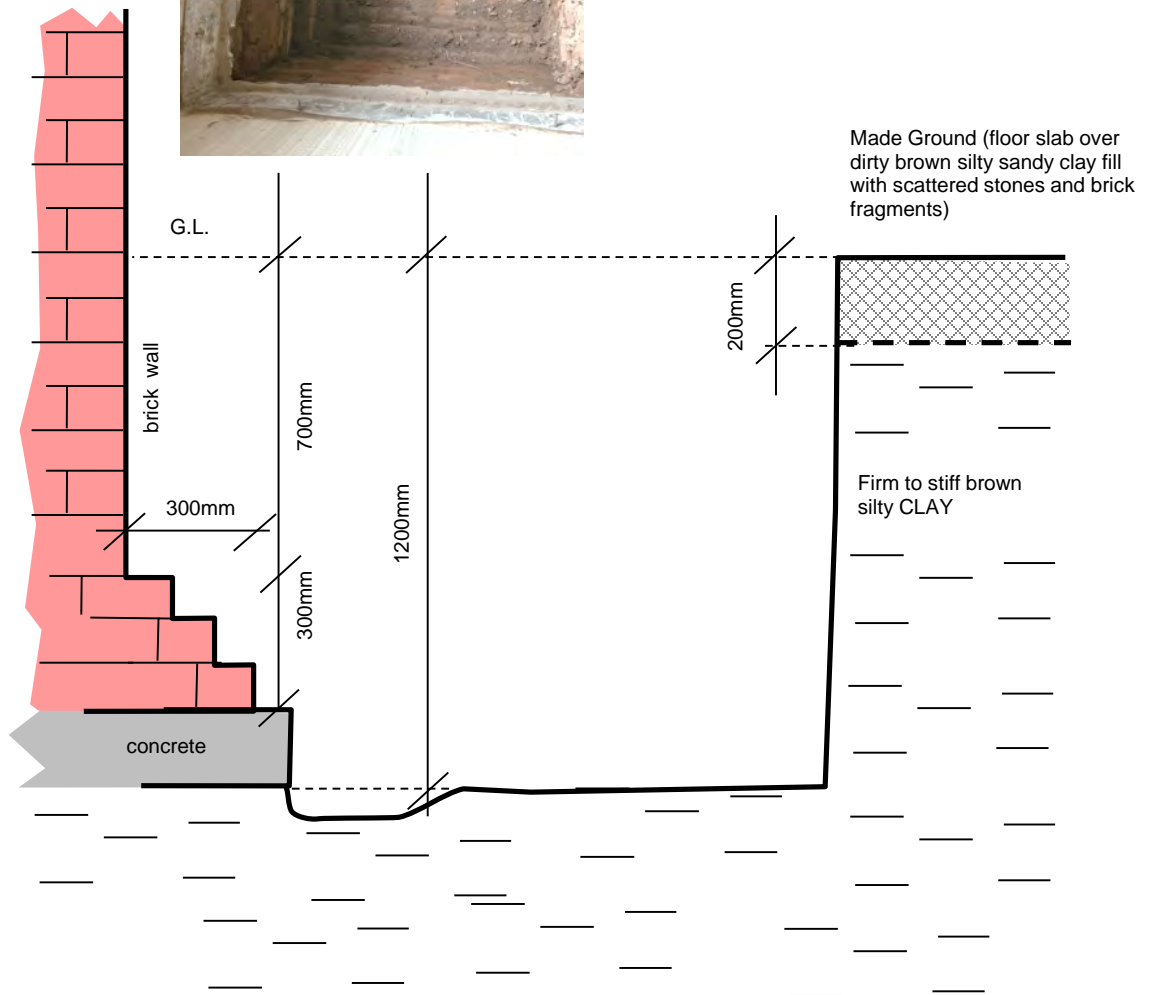 Made Ground (floor slab over
dirty brown silty sandy clay fill
with scattered stones and brick
fragments)
G.L.
200mm
brick wall
700mm
Firm to stiff brown
silty CLAY
300mm
1200mm
300mm
concrete